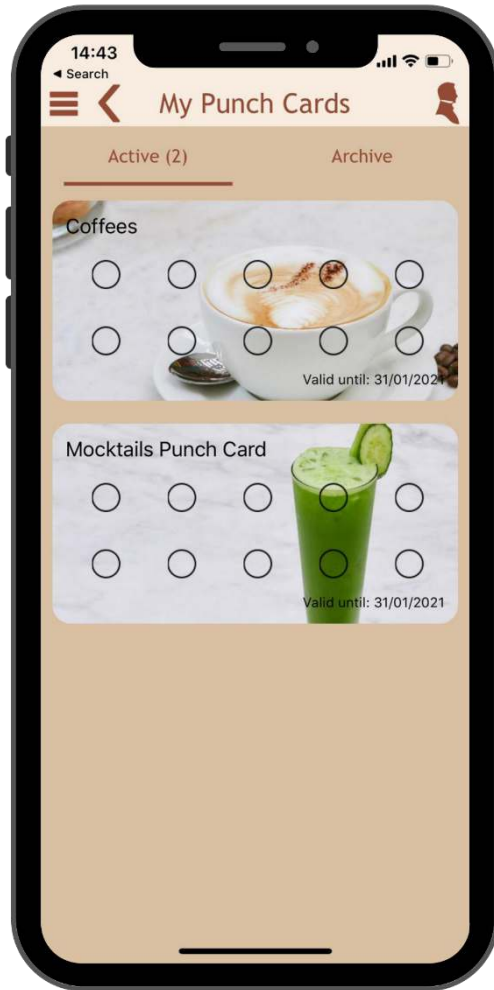 14:43
◄ Search
My Punch Cards
Active (2)
Archive
Coffees
Valid until: 31/01/2021
Mocktails Punch Card
Valid until: 31/01/2021